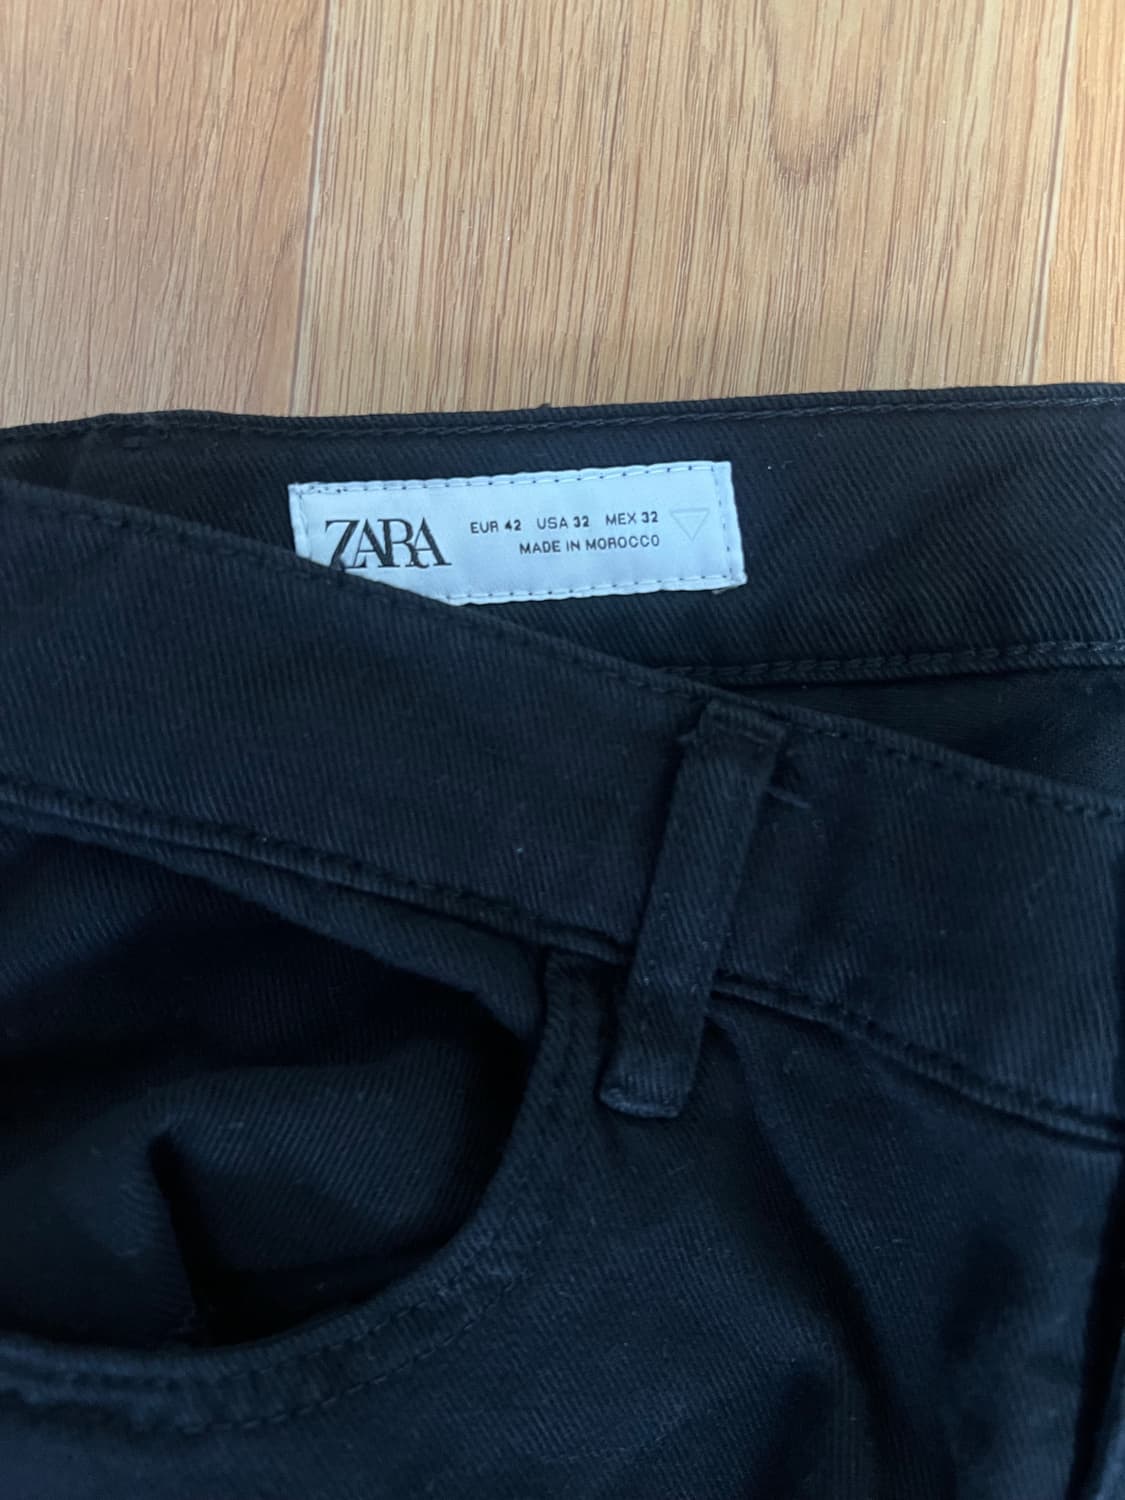 ZARA
EUR 42 USA 32 MEX 32
MADE IN MOROCCO